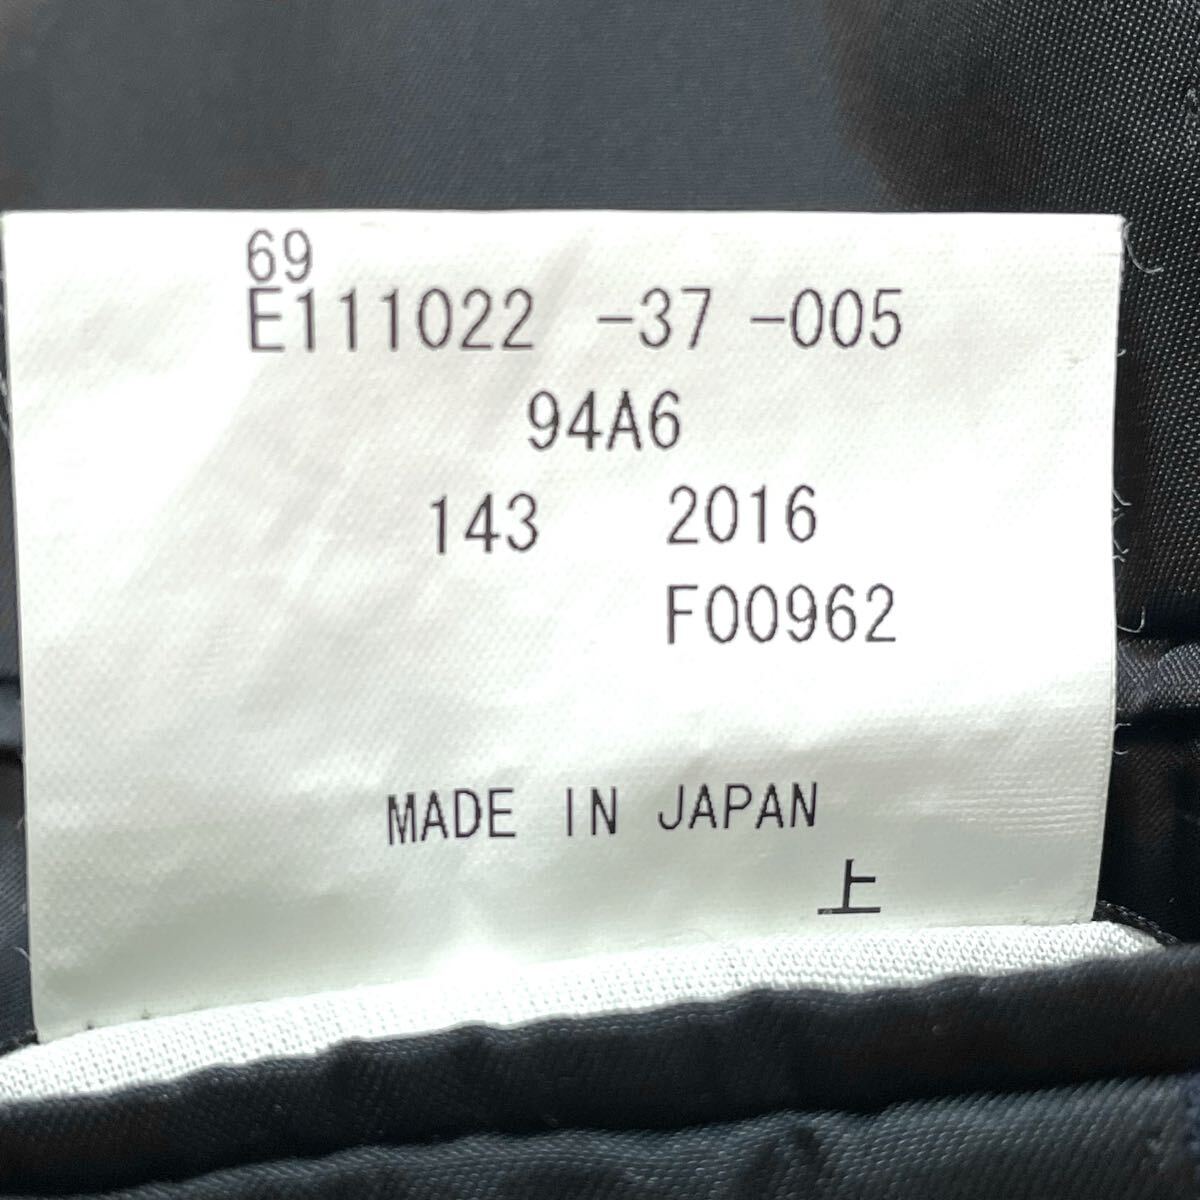 69
E111022 -37 -005
94A6
143 2016
F00962
MADE IN JAPAN
上